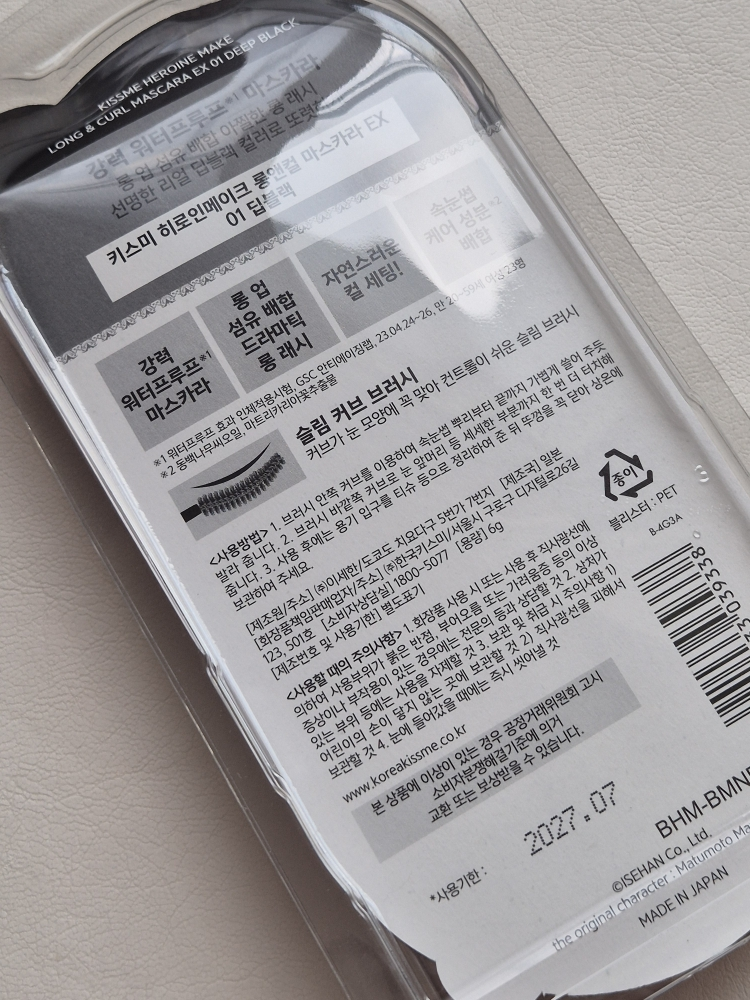 KISSME HEROINE MAKE
LONG & CURL MASCARA EX 01 DEEP BLACK
강력 워터프루프*1 마스카라
롱 업 섬유 배합 아찔한 롱 래시
선명한 리얼 딥블랙 컬러로 또렷
키스미 히로인메이크 롱앤컬 마스카라 EX
01 딥블랙
강력
워터프루프※1
마스카라
롱 업
섬유 배합
드라마틱
롱 래시
자연스러운
컬 세팅!
속눈썹
케어 성분*2
배합
※1 워터프루프 효과 인체적용시험, GSC 안티에이징랩, 23.04.24~26, 만 20~59세 여성 23명
※2 동백나무씨오일, 마트리카리아꽃추출물
슬림 커브 브러시
커브가 눈 모양에 꼭 맞아 컨트롤이 쉬운 슬림 브러시
<사용방법> 1. 브러시 안쪽 커브를 이용하여 속눈썹 뿌리부터 끝까지 가볍게 쓸어 주듯
발라 줍니다. 2. 브러시 바깥쪽 커브로 눈 앞머리 등 세세한 부분까지 한 번 더 터치해
줍니다. 3. 사용 후에는 용기 입구를 티슈 등으로 정리하여 준 뒤 뚜껑을 꼭 닫아 상온에
보관하여 주세요.
[제조원/주소] ㈜이세한/도쿄도 치요다구 5번가 7번지 [제조국] 일본
[화장품책임판매업자/주소] ㈜한국키스미/서울시 구로구 디지털로26길
123, 501호 [소비자상담실] 1800-5077 [용량] 6g
[제조번호 및 사용기한] 별도표기
<사용할 때의 주의사항> 1. 화장품 사용 시 또는 사용 후 직사광선에
의하여 사용부위가 붉은 반점, 부어오름 또는 가려움증 등의 이상
증상이나 부작용이 있는 경우에는 전문의 등과 상담할 것 2. 상처가
있는 부위 등에는 사용을 자제할 것 3. 보관 및 취급 시 주의사항 1)
어린이의 손이 닿지 않는 곳에 보관할 것 2) 직사광선을 피해서
보관할 것 4. 눈에 들어갔을 때에는 즉시 씻어낼 것
www.koreakissme.co.kr
본 상품에 이상이 있는 경우 공정거래위원회 고시
소비자분쟁해결기준에 의거
교환 또는 보상받을 수 있습니다.
종이
블리스터 : PET
B-4G3A
3039338
*사용기한 :
2027.07
BHM-BMN
©ISEHAN Co., Ltd.
the original character : Matumoto Ma
MADE IN JAPAN